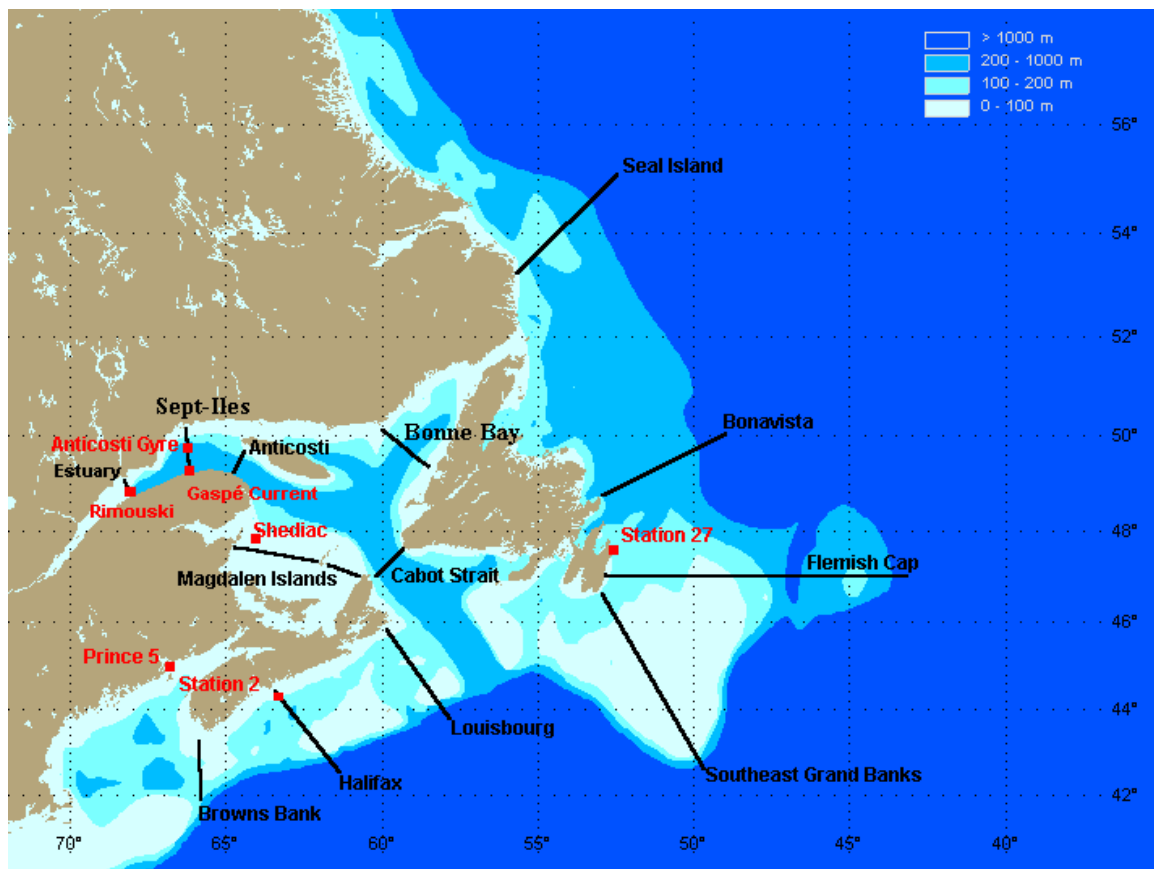 > 1000 m
200 - 1000 m
100 - 200 m
0 - 100 m
56°
Seal Island
54°
52°
Sept-Iles
Bonavista
Anticosti Gyre
Anticosti
Bonne Bay
50°
Estuary
Rimouski
Gaspé Current
Shediac
Station 27
48°
Magdalen Islands
Cabot Strait
Flemish Cap
46°
Prince 5
Station 2
Louisbourg
44°
Halifax
Southeast Grand Banks
Browns Bank
42°
70°
65°
60°
55°
50°
45°
40°